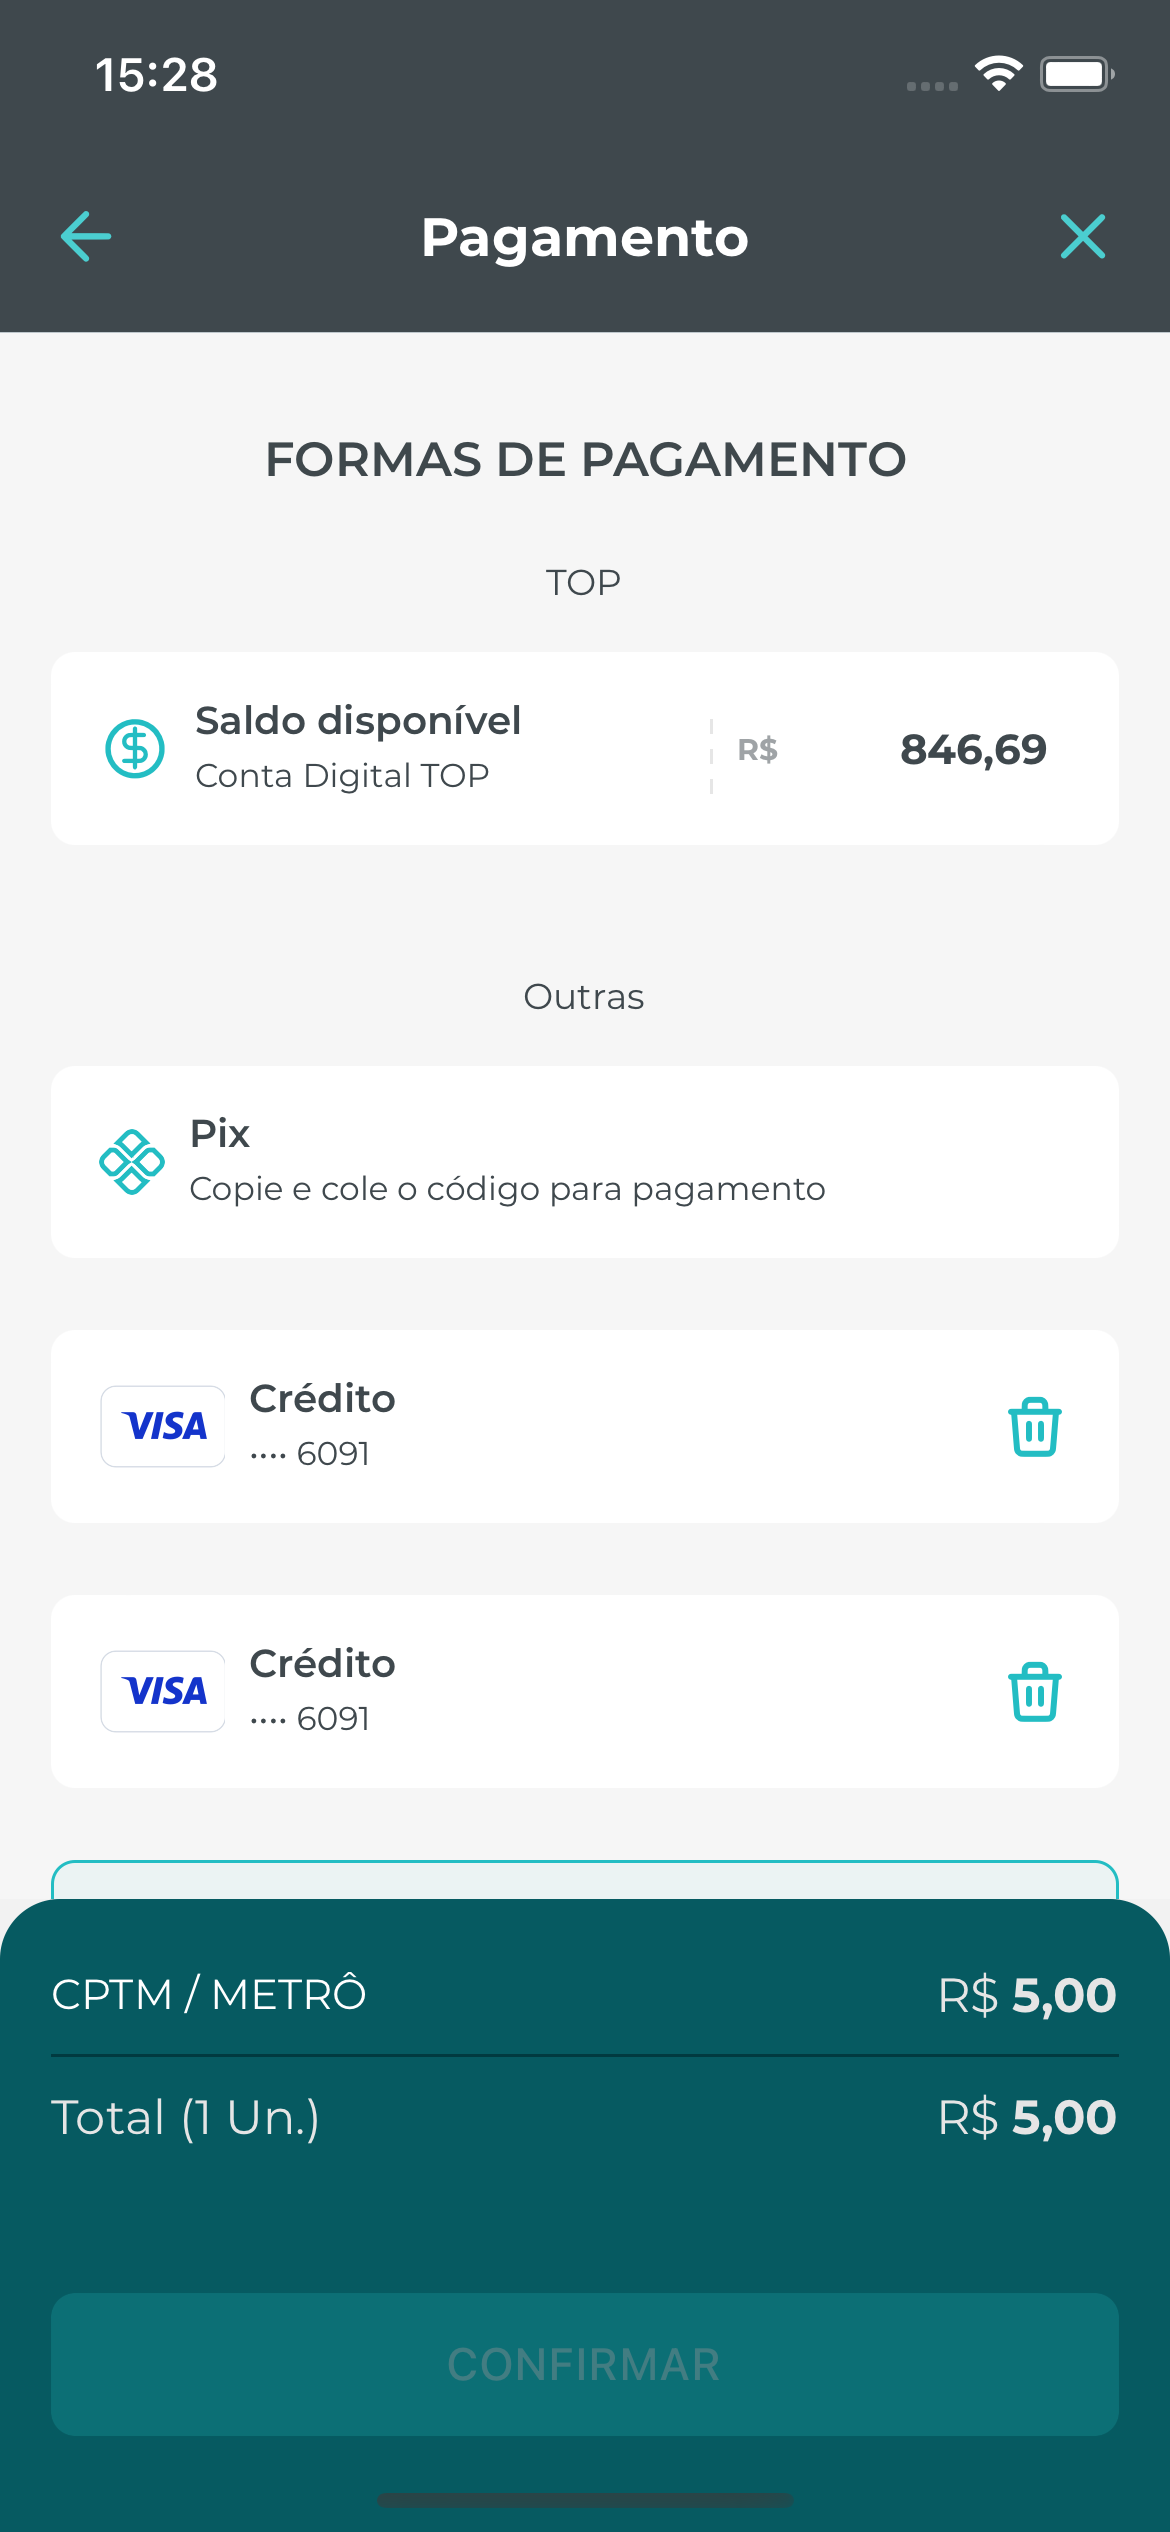 15:28
Pagamento
FORMAS DE PAGAMENTO
TOP
Saldo disponível
Conta Digital TOP
R$ 846,69
Outras
Pix
Copie e cole o código para pagamento
VISA
Crédito
···· 6091
VISA
Crédito
···· 6091
CPTM / METRÔ R$ 5,00
Total (1 Un.) R$ 5,00
CONFIRMAR